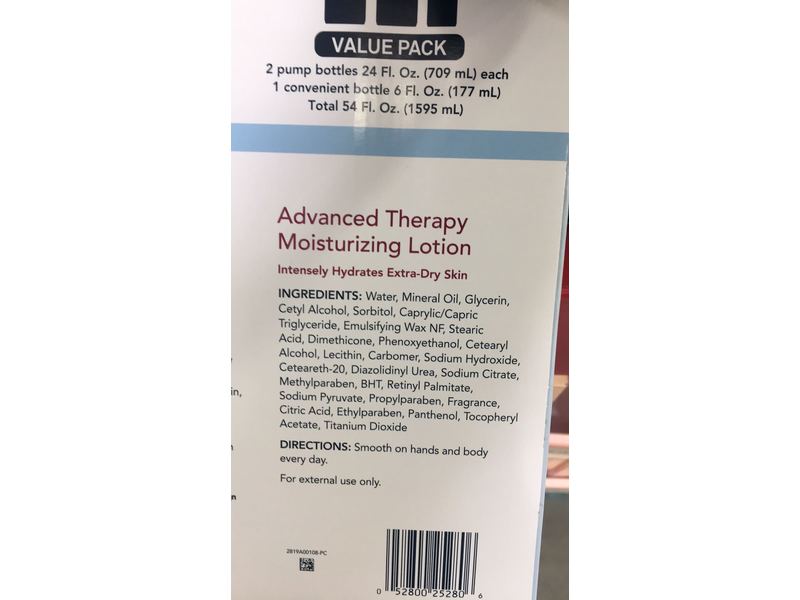 VALUE PACK
2 pump bottles 24 Fl. Oz. (709 mL) each
1 convenient bottle 6 Fl. Oz. (177 mL)
Total 54 Fl. Oz. (1595 mL)
Advanced Therapy
Moisturizing Lotion
Intensely Hydrates Extra-Dry Skin
INGREDIENTS: Water, Mineral Oil, Glycerin,
Cetyl Alcohol, Sorbitol, Caprylic/Capric
Triglyceride, Emulsifying Wax NF, Stearic
Acid, Dimethicone, Phenoxyethanol, Cetearyl
Alcohol, Lecithin, Carbomer, Sodium Hydroxide,
Ceteareth-20, Diazolidinyl Urea, Sodium Citrate,
Methylparaben, BHT, Retinyl Palmitate,
Sodium Pyruvate, Propylparaben, Fragrance,
Citric Acid, Ethylparaben, Panthenol, Tocopheryl
Acetate, Titanium Dioxide
DIRECTIONS: Smooth on hands and body
every day.
For external use only.
2819A00108-PC
0 52800 25280 6